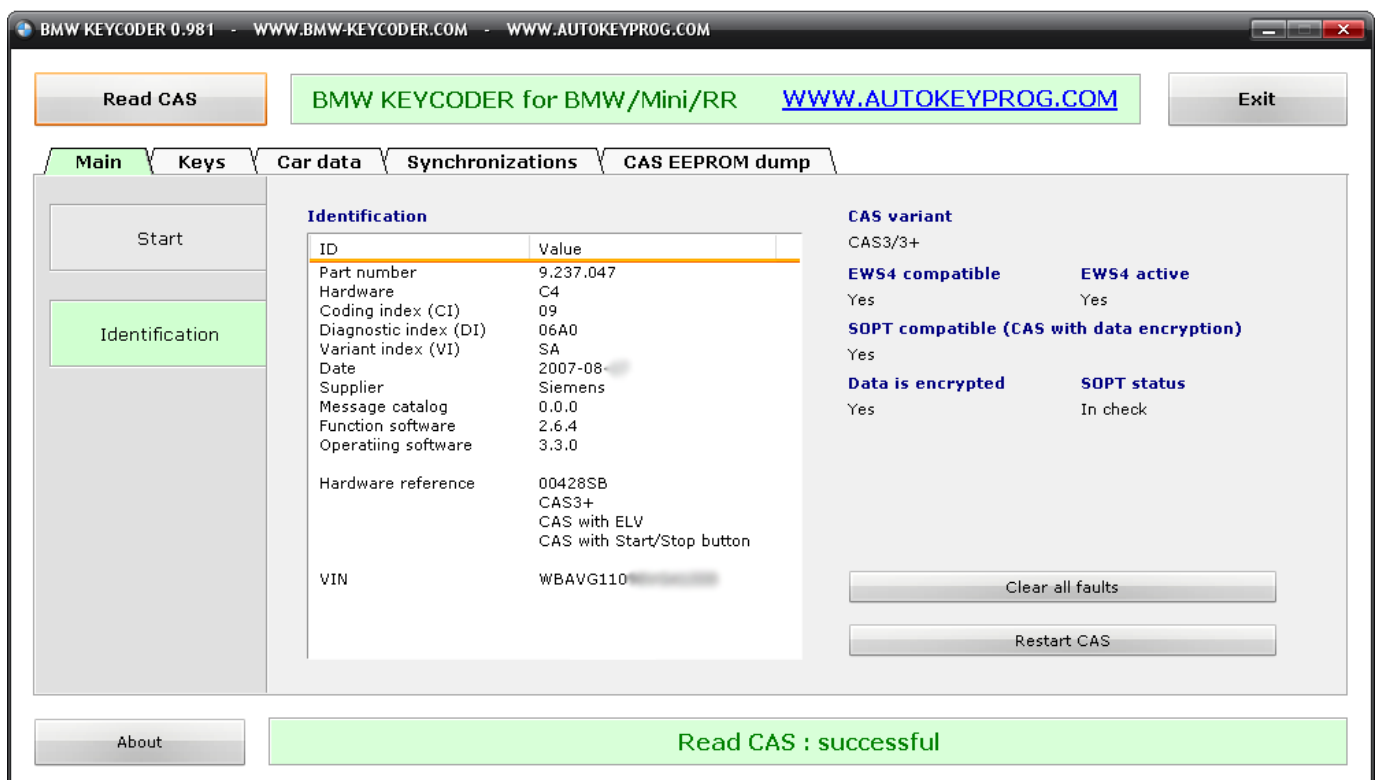 BMW KEYCODER 0.981 - WWW.BMW-KEYCODER.COM - WWW.AUTOKEYPROG.COM
Read CAS
BMW KEYCODER for BMW/Mini/RR WWW.AUTOKEYPROG.COM
Exit
Main Keys Car data Synchronizations CAS EEPROM dump
Start
Identification
Identification
ID Value
Part number 9.237.047
Hardware C4
Coding index (CI) 09
Diagnostic index (DI) 06A0
Variant index (VI) SA
Date 2007-08-
Supplier Siemens
Message catalog 0.0.0
Function software 2.6.4
Operatiing software 3.3.0
Hardware reference 00428SB
CAS3+
CAS with ELV
CAS with Start/Stop button
VIN WBAVG110
CAS variant
CAS3/3+
EWS4 compatible EWS4 active
Yes Yes
SOPT compatible (CAS with data encryption)
Yes
Data is encrypted SOPT status
Yes In check
Clear all faults
Restart CAS
About
Read CAS : successful